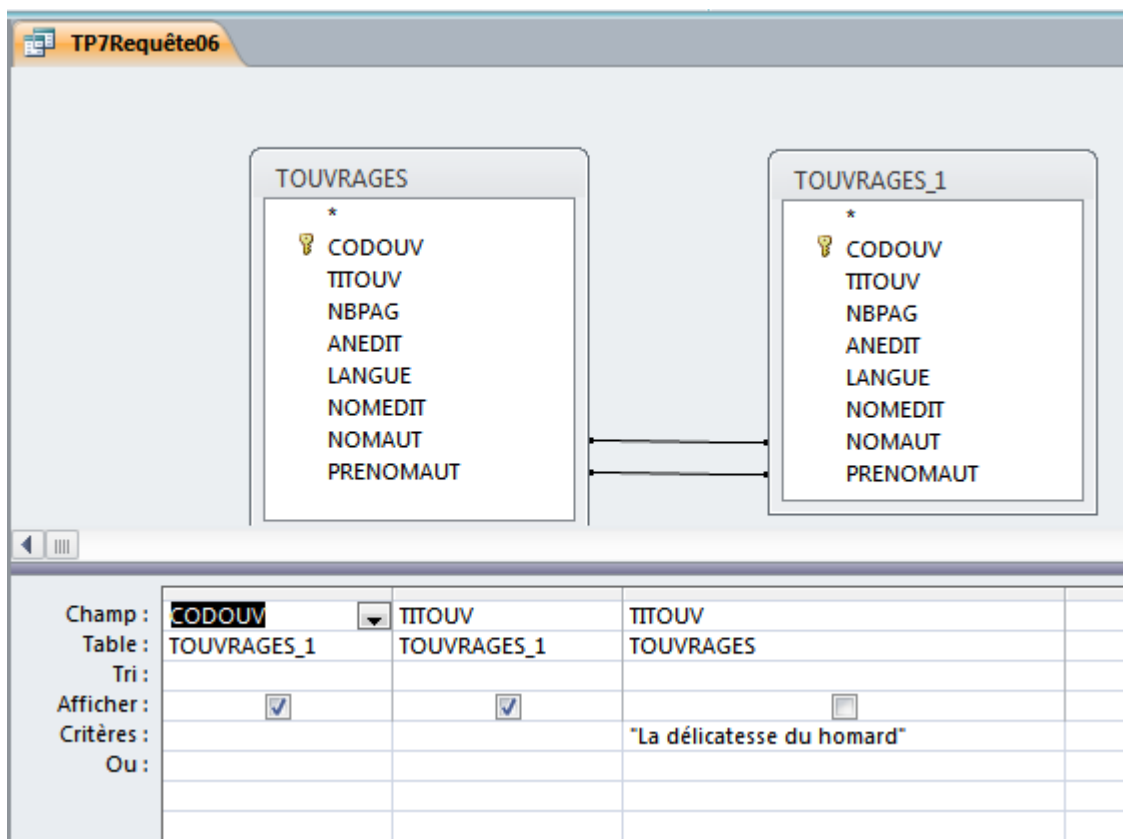 TP7Requête06
TOUVRAGES
*
CODOUV
TITOUV
NBPAG
ANEDIT
LANGUE
NOMEDIT
NOMAUT
PRENOMAUT
TOUVRAGES_1
*
CODOUV
TITOUV
NBPAG
ANEDIT
LANGUE
NOMEDIT
NOMAUT
PRENOMAUT
Champ : CODOUV TITOUV TITOUV
Table : TOUVRAGES_1 TOUVRAGES_1 TOUVRAGES
Tri :
Afficher :
Critères : "La délicatesse du homard"
Ou :